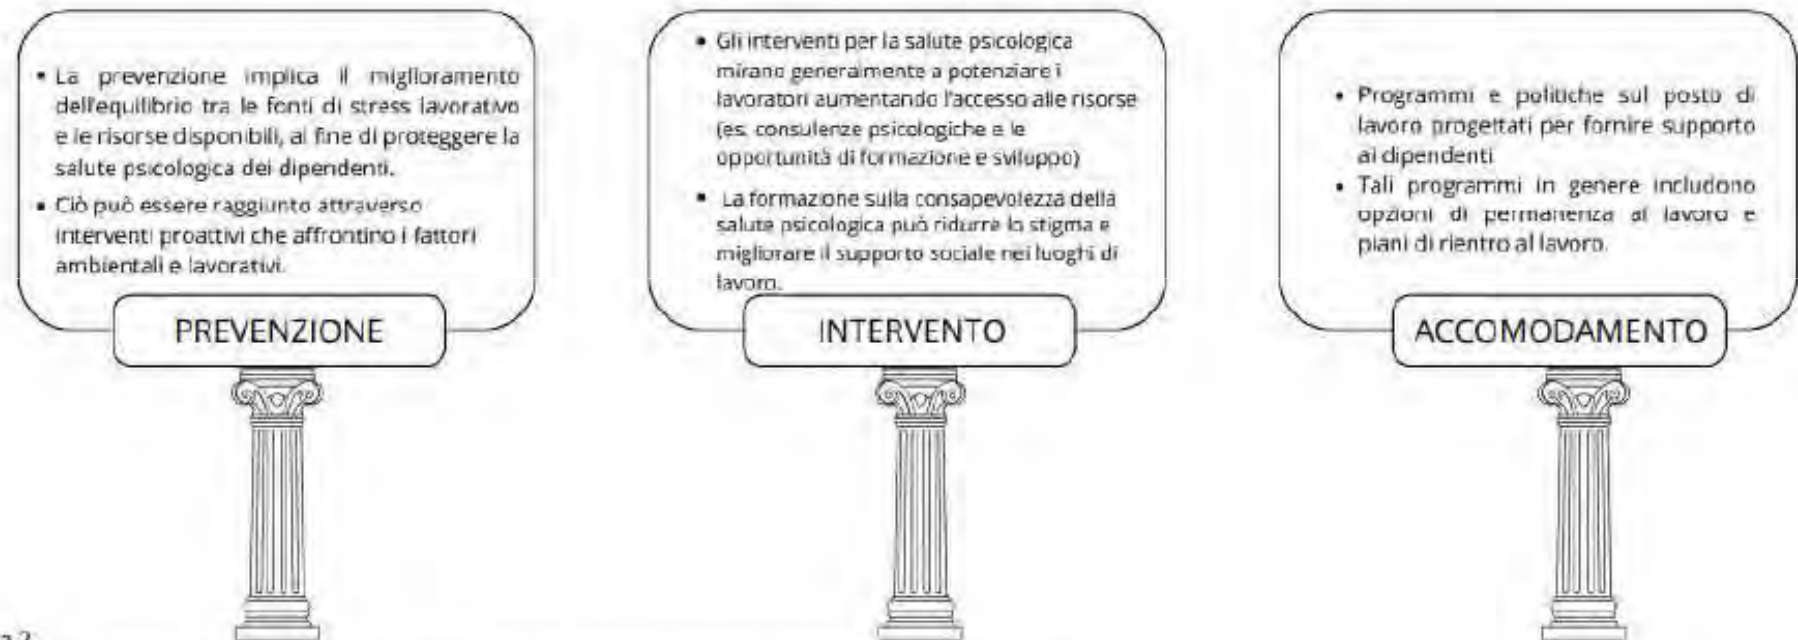 • La prevenzione implica il miglioramento
dell'equilibrio tra le fonti di stress lavorativo
e le risorse disponibili, al fine di proteggere la
salute psicologica dei dipendenti.
• Ciò può essere raggiunto attraverso
interventi proattivi che affrontino i fattori
ambientali e lavorativi.
PREVENZIONE
• Gli interventi per la salute psicologica
mirano generalmente a potenziare i
lavoratori aumentando l'accesso alle risorse
(es. consulenze psicologiche e le
opportunità di formazione e sviluppo)
• La formazione sulla consapevolezza della
salute psicologica può ridurre lo stigma e
migliorare il supporto sociale nei luoghi di
lavoro.
INTERVENTO
• Programmi e politiche sul posto di
lavoro progettati per fornire supporto
ai dipendenti
• Tali programmi in genere includono
opzioni di permanenza al lavoro e
piani di rientro al lavoro.
ACCOMODAMENTO